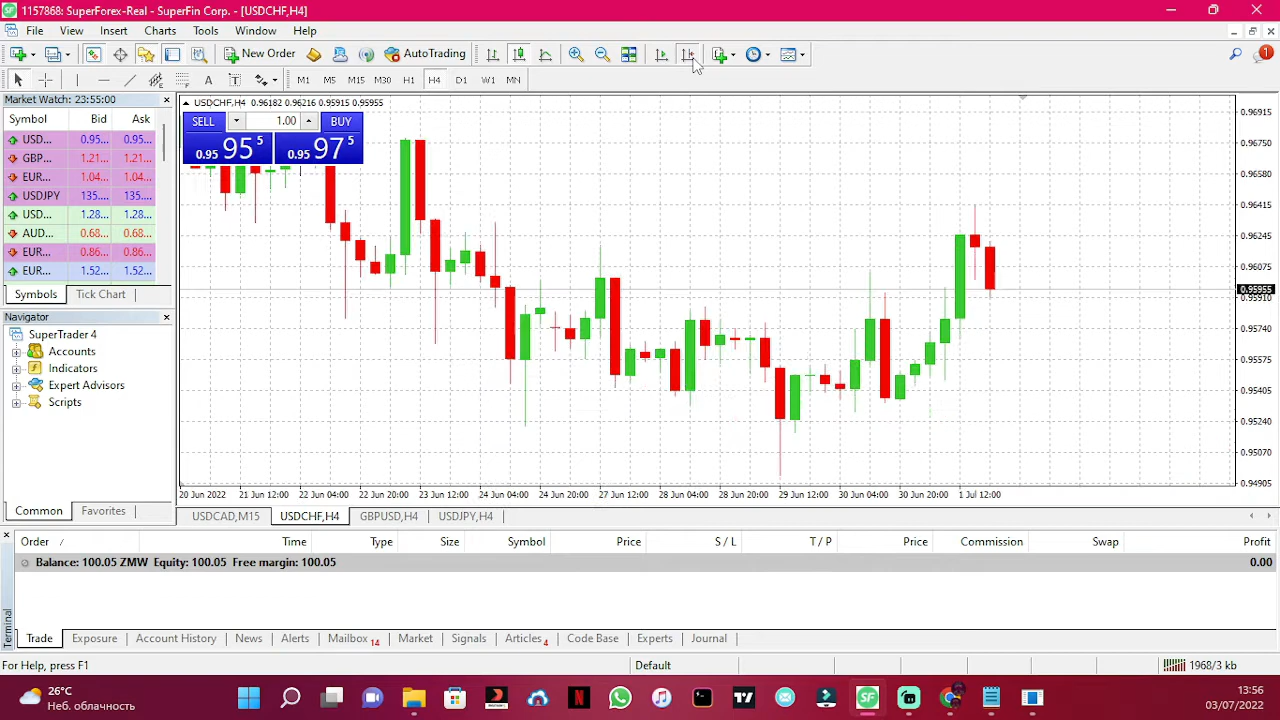 1157868: SuperForex-Real - SuperFin Corp. - [USDCHF,H4]
File View Insert Charts Tools Window Help
New Order AutoTrading
M1 M5 M15 M30 H1 H4 D1 W1 MN
1
A T
Market Watch: 23:55:00
Symbol Bid Ask
USD... 0.95... 0.95...
GBP... 1.21... 1.21...
EUR... 1.04... 1.04...
USDJPY 135.... 135....
USD... 1.28... 1.28...
AUD... 0.68... 0.68...
EUR... 0.86... 0.86...
EUR... 1.52... 1.52...
Symbols Tick Chart
Navigator
SuperTrader 4
Accounts
Indicators
Expert Advisors
Scripts
Common Favorites
USDCHF,H4 0.96182 0.96216 0.95915 0.95955
SELL 1.00 BUY
0.95 95 5 0.95 97 5
0.96915
0.96750
0.96580
0.96415
0.96245
0.96075
0.95955
0.95910
0.95740
0.95575
0.95405
0.95240
0.95070
0.94905
20 Jun 2022 21 Jun 12:00 22 Jun 04:00 22 Jun 20:00 23 Jun 12:00 24 Jun 04:00 24 Jun 20:00 27 Jun 12:00 28 Jun 04:00 28 Jun 20:00 29 Jun 12:00 30 Jun 04:00 30 Jun 20:00 1 Jul 12:00
USDCAD,M15 USDCHF,H4 GBPUSD,H4 USDJPY,H4
Order / Time Type Size Symbol Price S / L T / P Price Commission Swap Profit
Balance: 100.05 ZMW Equity: 100.05 Free margin: 100.05 0.00
Terminal
Trade Exposure Account History News Alerts Mailbox 14 Market Signals Articles 4 Code Base Experts Journal
For Help, press F1 Default 1968/3 kb
26°C
Неб. облачность
13:56
03/07/2022